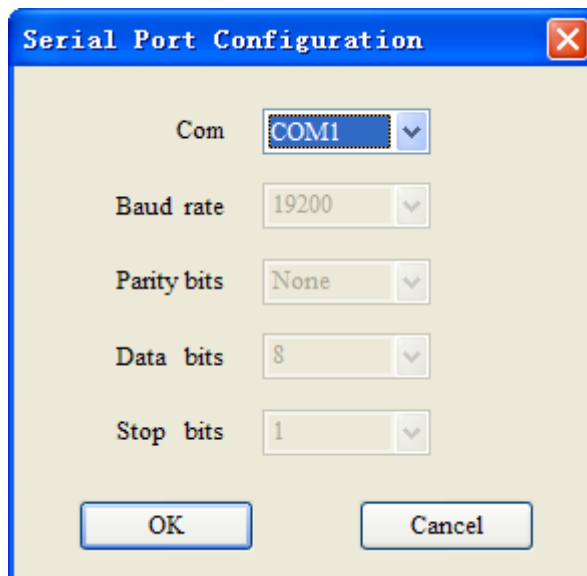 Serial Port Configuration
Com COM1
Baud rate 19200
Parity bits None
Data bits 8
Stop bits 1
OK Cancel